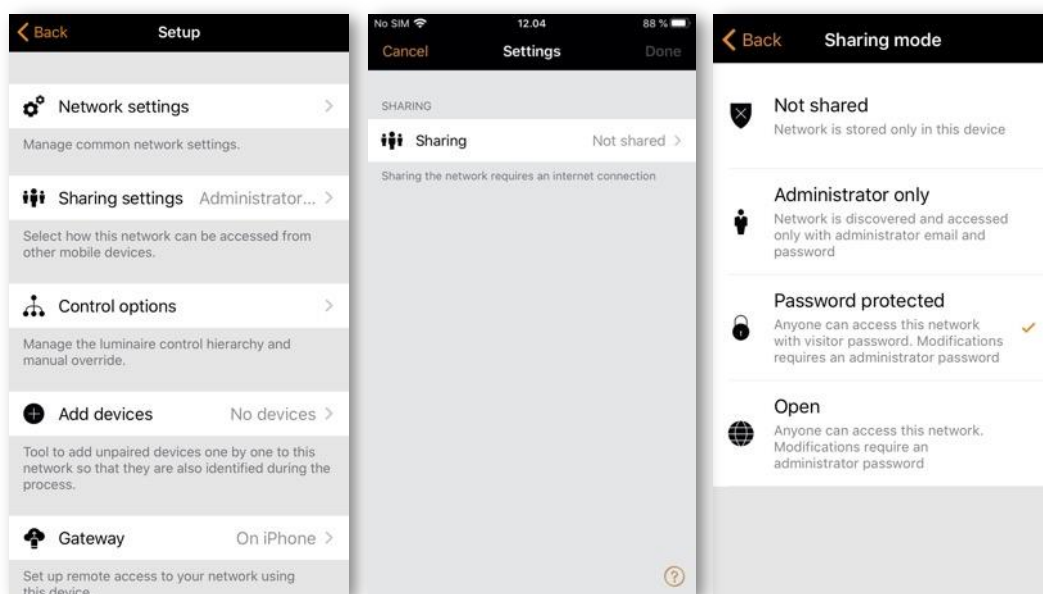 Back Setup
Network settings
Manage common network settings.
Sharing settings Administrator...
Select how this network can be accessed from
other mobile devices.
Control options
Manage the luminaire control hierarchy and
manual override.
Add devices No devices
Tool to add unpaired devices one by one to this
network so that they are also identified during the
process.
Gateway On iPhone
Set up remote access to your network using
this device
No SIM 12.04 88 %
Cancel Settings Done
SHARING
Sharing Not shared
Sharing the network requires an internet connection
?
Back Sharing mode
Not shared
Network is stored only in this device
Administrator only
Network is discovered and accessed
only with administrator email and
password
Password protected
Anyone can access this network
with visitor password. Modifications
requires an administrator password
Open
Anyone can access this network.
Modifications require an
administrator password